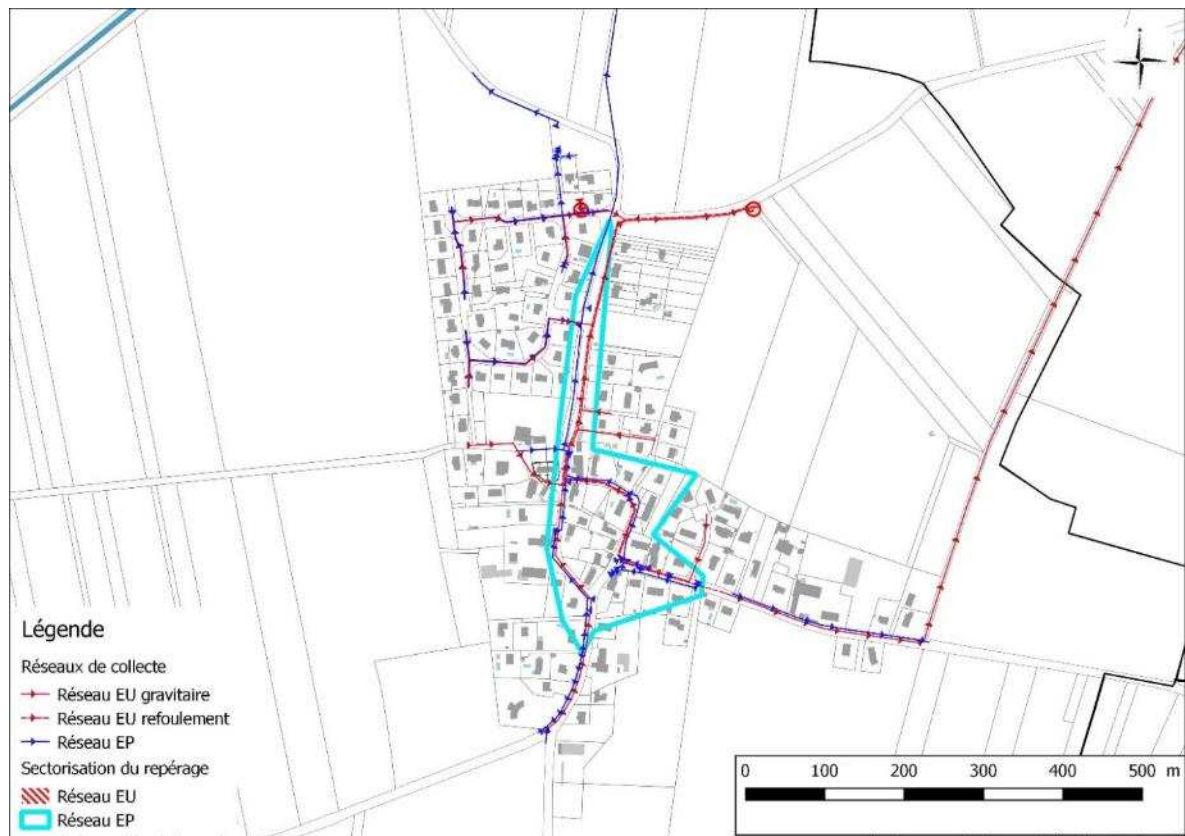 Légende
Réseaux de collecte
Réseau EU gravitaire
Réseau EU refoulement
Réseau EP
Sectorisation du repérage
Réseau EU
Réseau EP
0 100 200 300 400 500 m